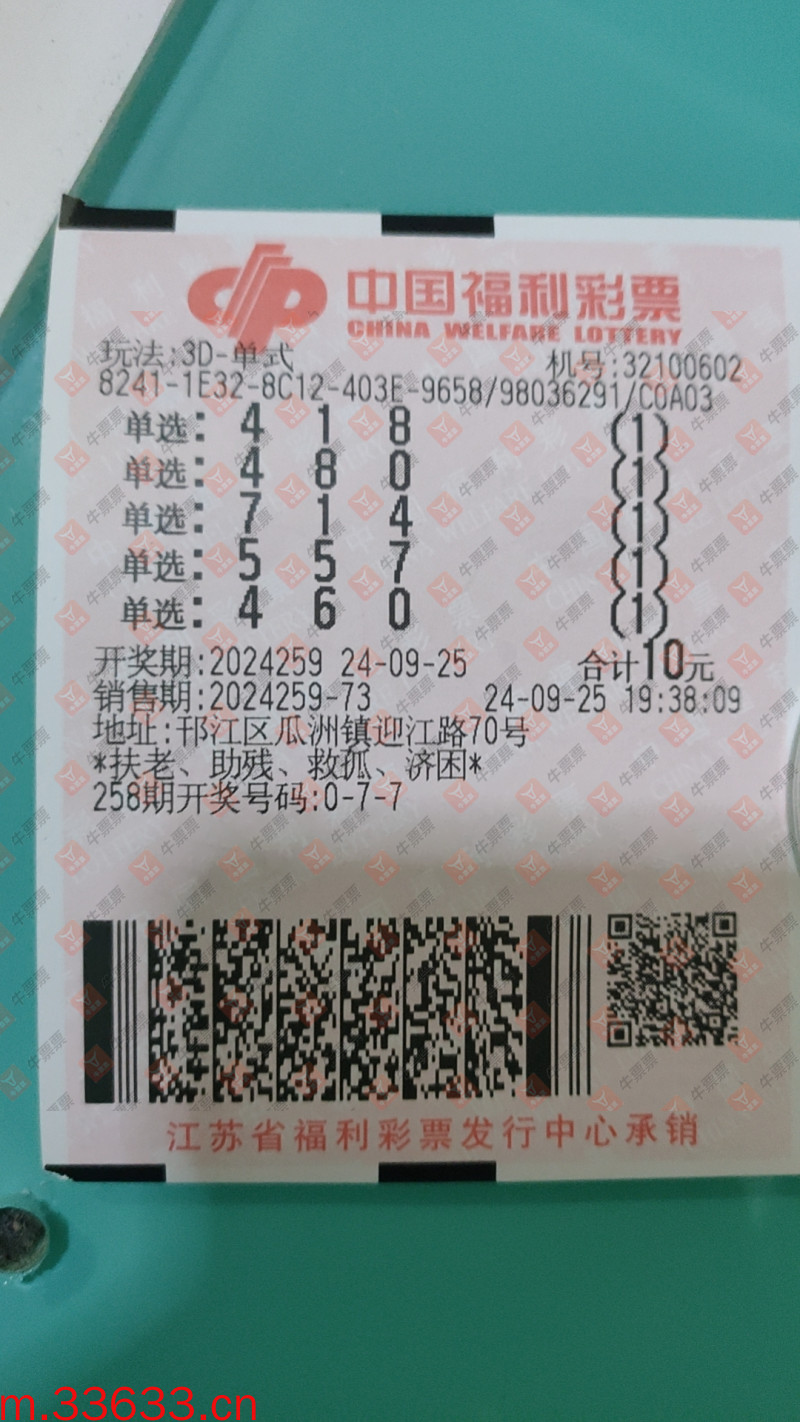 中国福利彩票
CHINA WELFARE LOTTERY
玩法:3D-单式 机号:32100602
8241-1E32-8C12-403E-9658/98036291/C0A03
单选: 4 1 8 (1)
单选: 4 8 0 (1)
单选: 7 1 4 (1)
单选: 5 5 7 (1)
单选: 4 6 0 (1)
开奖期:2024259 24-09-25 合计10元
销售期:2024259-73 24-09-25 19:38:09
地址:邗江区瓜洲镇迎江路70号
*扶老、助残、救孤、济困*
258期开奖号码:0-7-7
江苏省福利彩票发行中心承销
牛票票
m.33633.cn